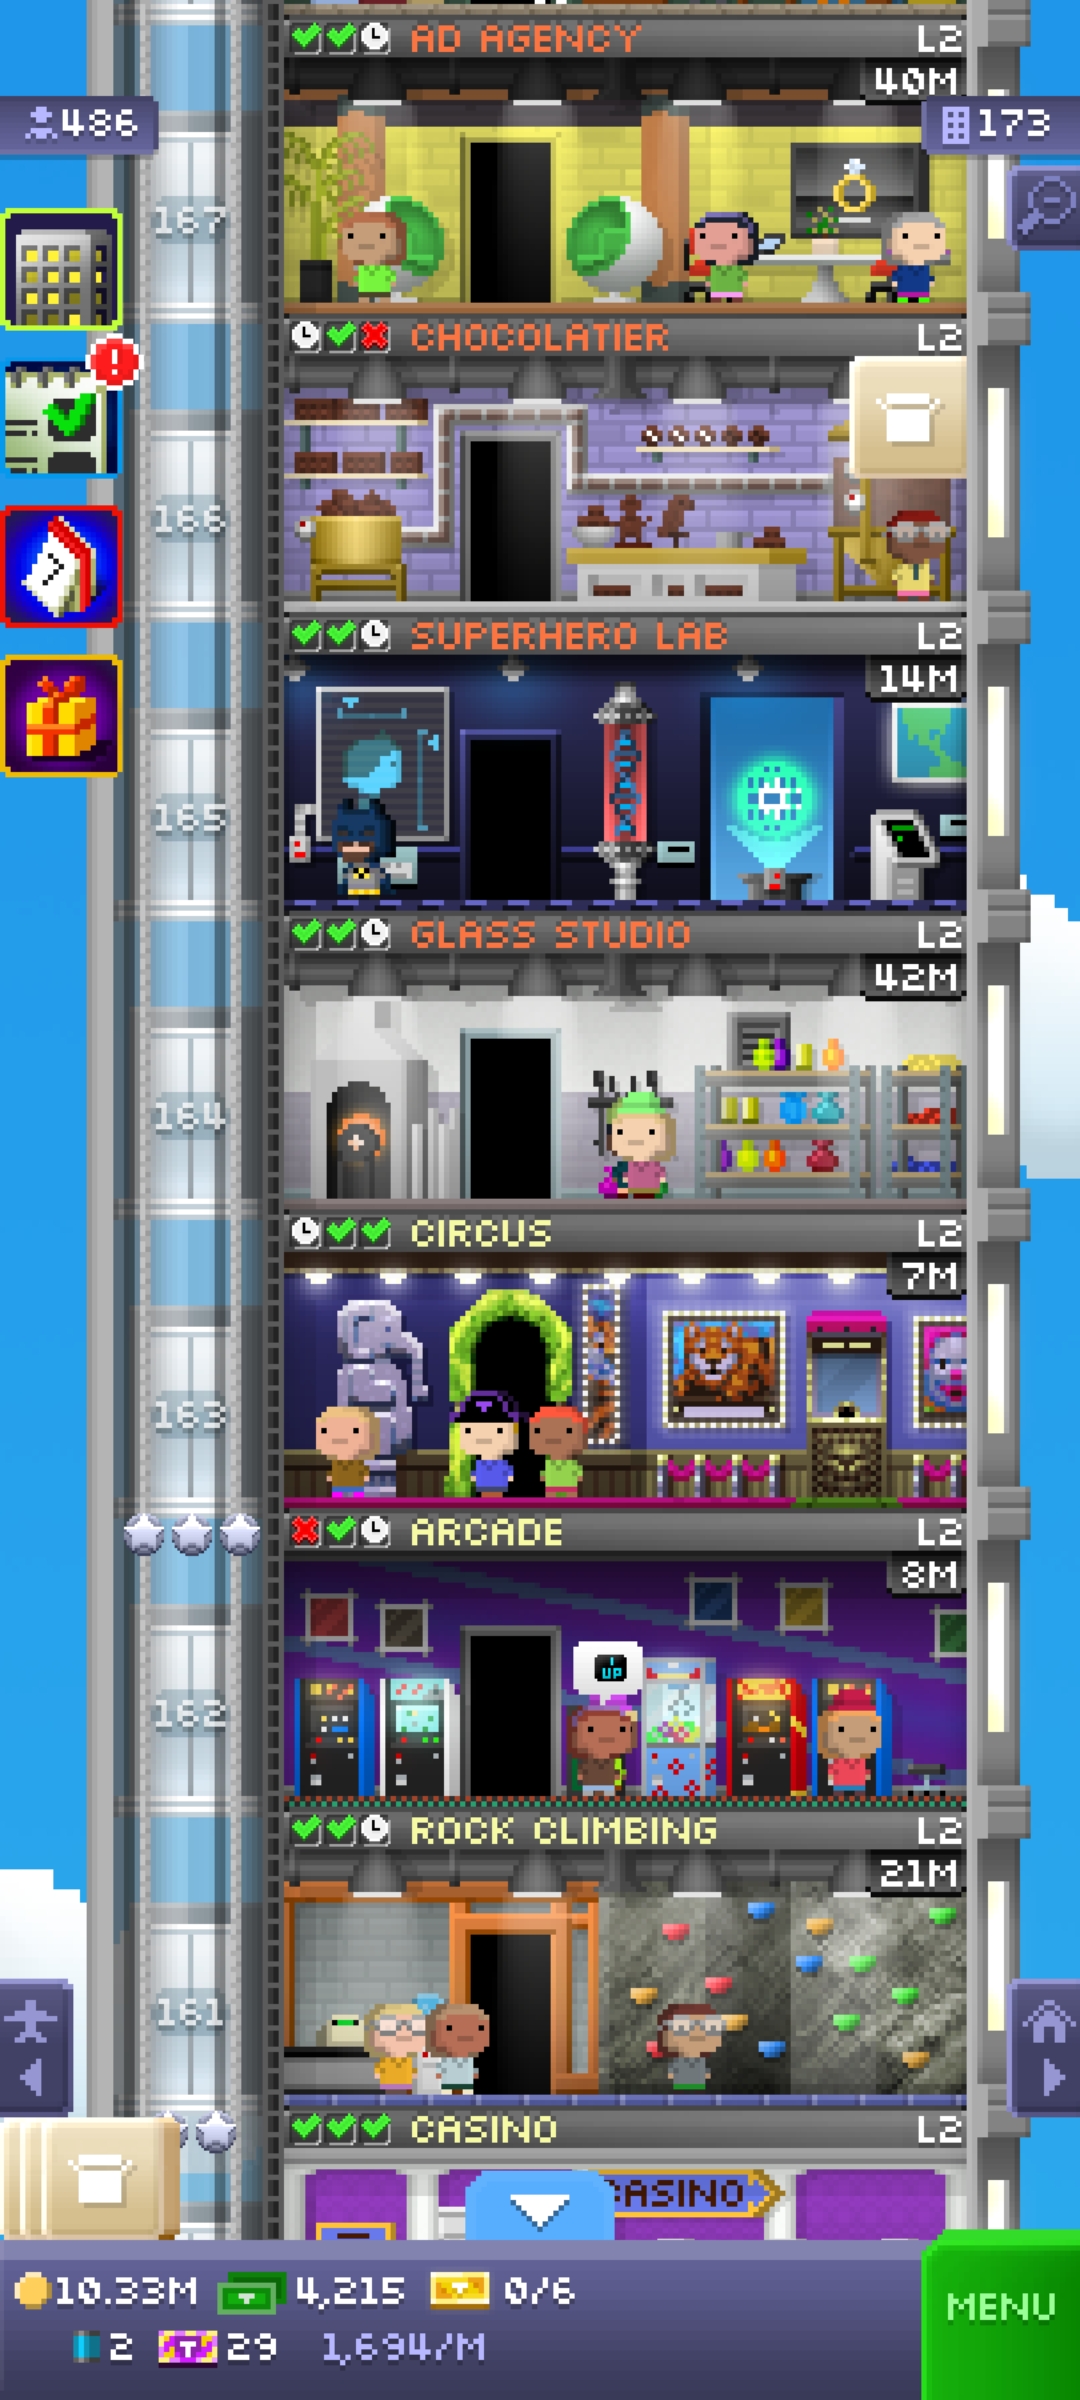 AD AGENCY L2
40M
486
173
167
CHOCOLATIER L2
166
SUPERHERO LAB L2
14M
165
GLASS STUDIO L2
42M
164
CIRCUS L2
7M
163
ARCADE L2
8M
1
UP
162
ROCK CLIMBING L2
21M
161
CASINO L2
CASINO
10.33M 4,215 0/6
2 29 1,694/M
MENU